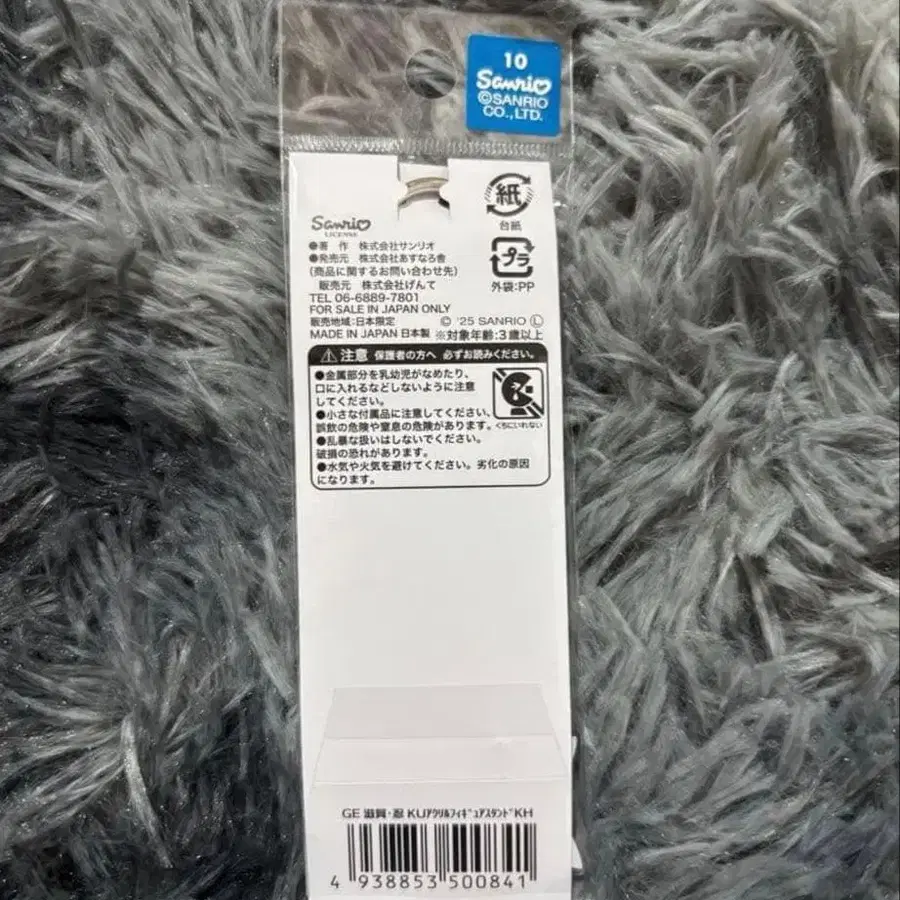 10
Sanrio
©SANRIO
CO.,LTD.
紙
台紙
プラ
外袋:PP
Sanrio
LICENSE
●著 作 株式会社サンリオ
●発売元 株式会社あすなろ舎
(商品に関するお問い合わせ先)
販売元 株式会社げんて
TEL 06-6889-7801
FOR SALE IN JAPAN ONLY
販売地域:日本限定 © '25 SANRIO Ⓛ
MADE IN JAPAN 日本製 ※対象年齢:3歳以上
注意 保護者の方へ 必ずお読みください。
●金属部分を乳幼児がなめたり、
口に入れるなどしないように注意
してください。
●小さな付属品に注意してください、
誤飲の危険や窒息の危険があります。
くちにいれない
●乱暴な扱いはしないでください。
破損の恐れがあります。
●水気や火気を避けてください。劣化の原因
になります。
GE 滋賀・忍 KUアクリルフィギュアスタンドKH
4 938853 500841